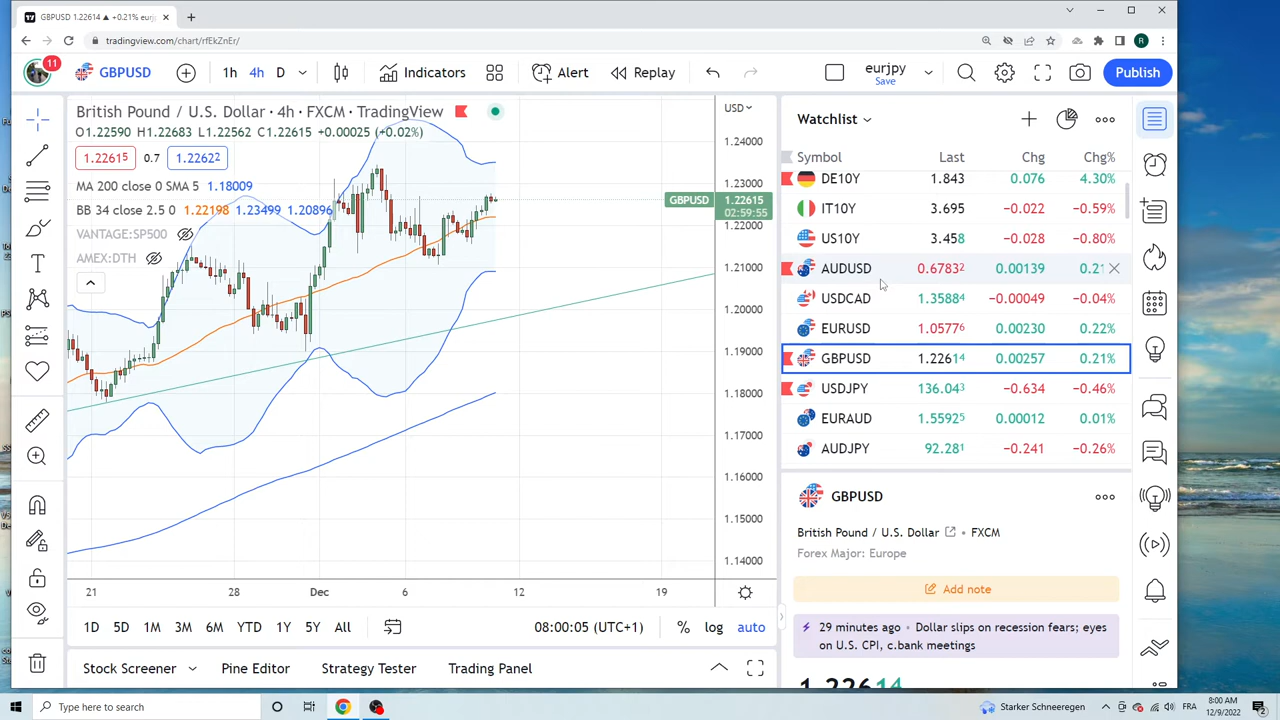 GBPUSD 1.22614 ▲ +0.21% eurj
tradingview.com/chart/rfEkZnEr/
R
11
GBPUSD
1h 4h D
Indicators
Alert
Replay
eurjpy
Save
Publish
British Pound / U.S. Dollar · 4h · FXCM · TradingView
O1.22590 H1.22683 L1.22562 C1.22615 +0.00025 (+0.02%)
1.22615 0.7 1.22622
MA 200 close 0 SMA 5 1.18009
BB 34 close 2.5 0 1.22198 1.23499 1.20896
VANTAGE:SP500
AMEX:DTH
USD
1.24000
1.23000
GBPUSD 1.22615
02:59:55
1.22000
1.21000
1.20000
1.19000
1.18000
1.17000
1.16000
1.15000
1.14000
21 28 Dec 6 12 19
1D 5D 1M 3M 6M YTD 1Y 5Y All
08:00:05 (UTC+1) % log auto
Stock Screener Pine Editor Strategy Tester Trading Panel
Watchlist
Symbol Last Chg Chg%
DE10Y 1.843 0.076 4.30%
IT10Y 3.695 −0.022 −0.59%
US10Y 3.458 −0.028 −0.80%
AUDUSD 0.67832 0.00139 0.21
USDCAD 1.35884 −0.00049 −0.04%
EURUSD 1.05776 0.00230 0.22%
GBPUSD 1.22614 0.00257 0.21%
USDJPY 136.043 −0.634 −0.46%
EURAUD 1.55925 0.00012 0.01%
AUDJPY 92.281 −0.241 −0.26%
GBPUSD
British Pound / U.S. Dollar · FXCM
Forex Major: Europe
Add note
29 minutes ago · Dollar slips on recession fears; eyes
on U.S. CPI, c.bank meetings
1.22614
Type here to search
Starker Schneeregen
FRA
8:00 AM
12/9/2022
2